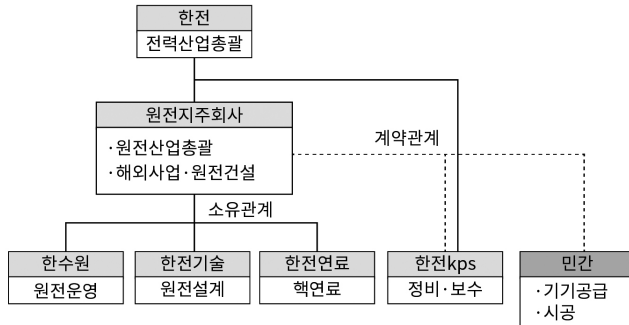 한전
전력산업총괄
원전지주회사
·원전산업총괄
·해외사업·원전건설
계약관계
소유관계
한수원
원전운영
한전기술
원전설계
한전연료
핵연료
한전kps
정비·보수
민간
·기기공급
·시공